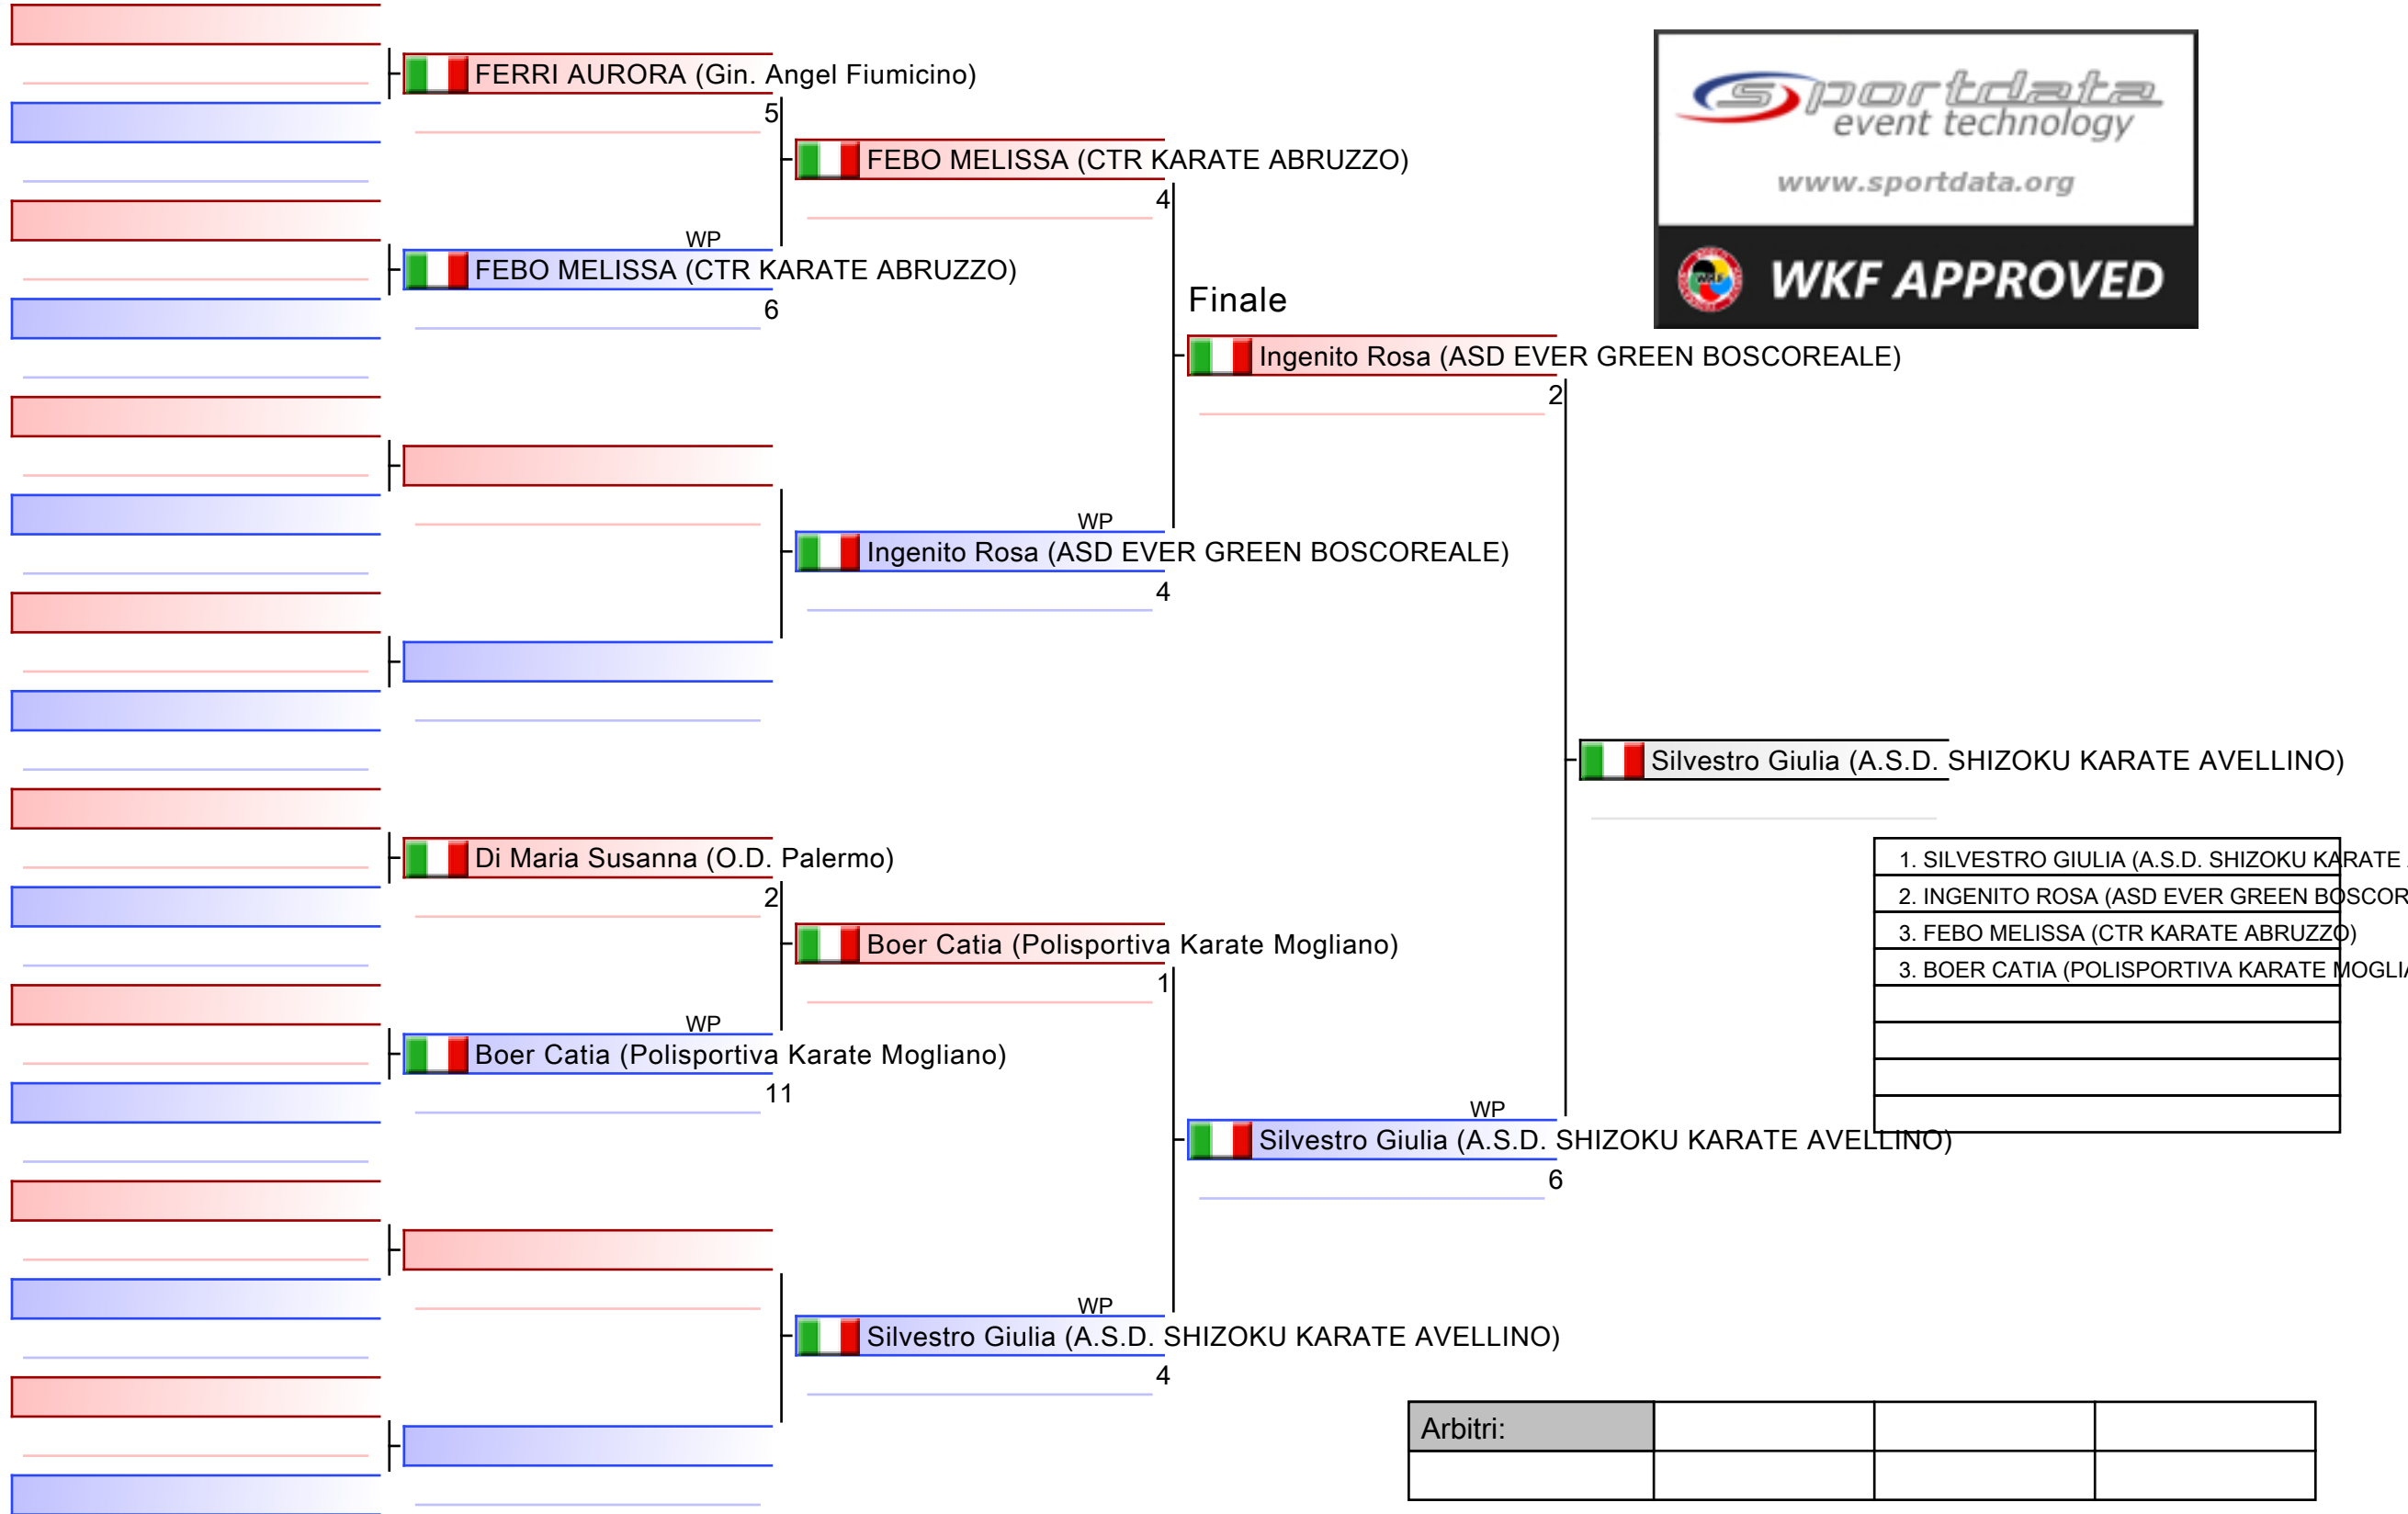 FERRI AURORA (Gin. Angel Fiumicino)
5
WP
FEBO MELISSA (CTR KARATE ABRUZZO)
6
Di Maria Susanna (O.D. Palermo)
2
WP
Boer Catia (Polisportiva Karate Mogliano)
11
FEBO MELISSA (CTR KARATE ABRUZZO)
4
WP
Ingenito Rosa (ASD EVER GREEN BOSCOREALE)
4
Boer Catia (Polisportiva Karate Mogliano)
1
WP
Silvestro Giulia (A.S.D. SHIZOKU KARATE AVELLINO)
4
Finale
Ingenito Rosa (ASD EVER GREEN BOSCOREALE)
2
WP
Silvestro Giulia (A.S.D. SHIZOKU KARATE AVELLINO)
6
Silvestro Giulia (A.S.D. SHIZOKU KARATE AVELLINO)
sportdata
event technology
www.sportdata.org
WKF
WKF APPROVED
1. SILVESTRO GIULIA (A.S.D. SHIZOKU KARATE
2. INGENITO ROSA (ASD EVER GREEN BOSCOR
3. FEBO MELISSA (CTR KARATE ABRUZZO)
3. BOER CATIA (POLISPORTIVA KARATE MOGLIA
Arbitri: